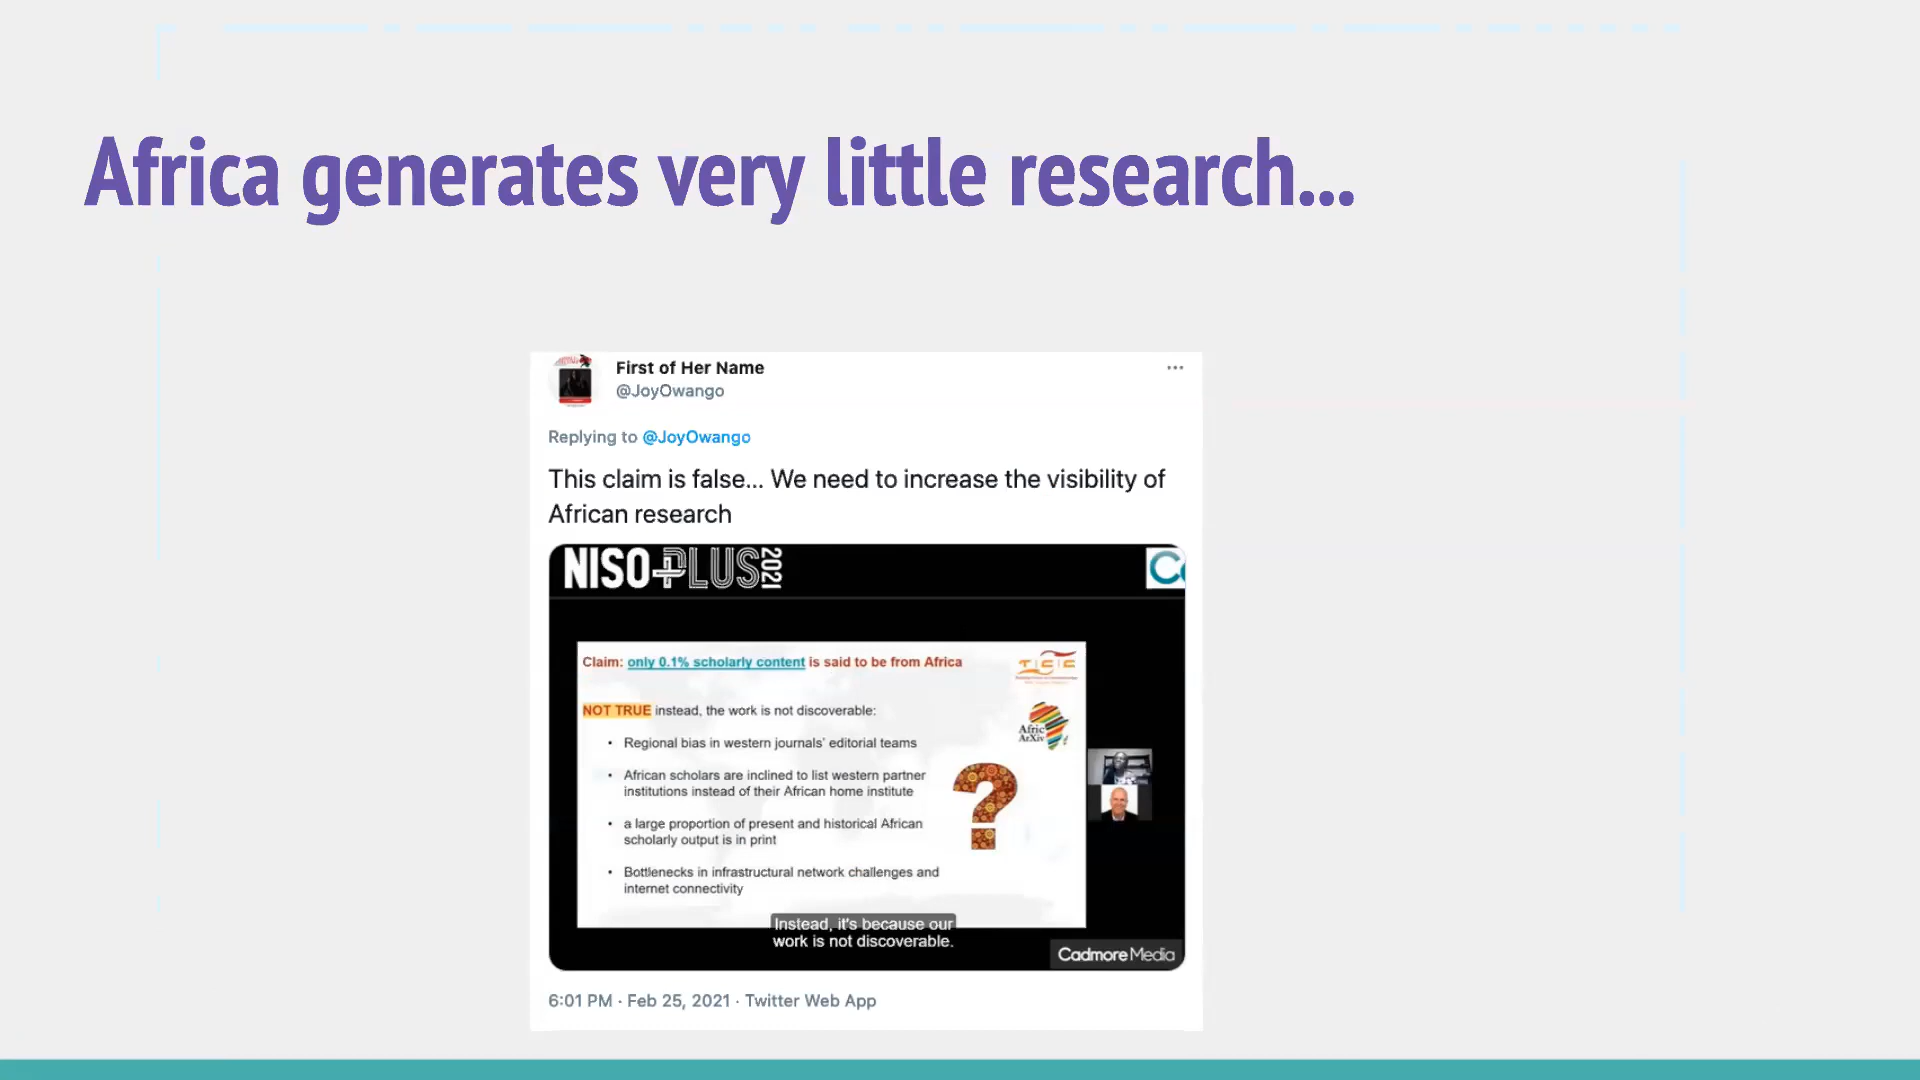 Africa generates very little research...
First of Her Name
@JoyOwango
Replying to @JoyOwango
This claim is false... We need to increase the visibility of
African research
NISO PLUS 2021
Claim: only 0.1% scholarly content is said to be from Africa
TCC
NOT TRUE instead, the work is not discoverable:
Afric
ArXiv
• Regional bias in western journals' editorial teams
• African scholars are inclined to list western partner
institutions instead of their African home institute
• a large proportion of present and historical African
scholarly output is in print
• Bottlenecks in infrastructural network challenges and
internet connectivity
Instead, it's because our
work is not discoverable.
Cadmore Media
6:01 PM · Feb 25, 2021 · Twitter Web App